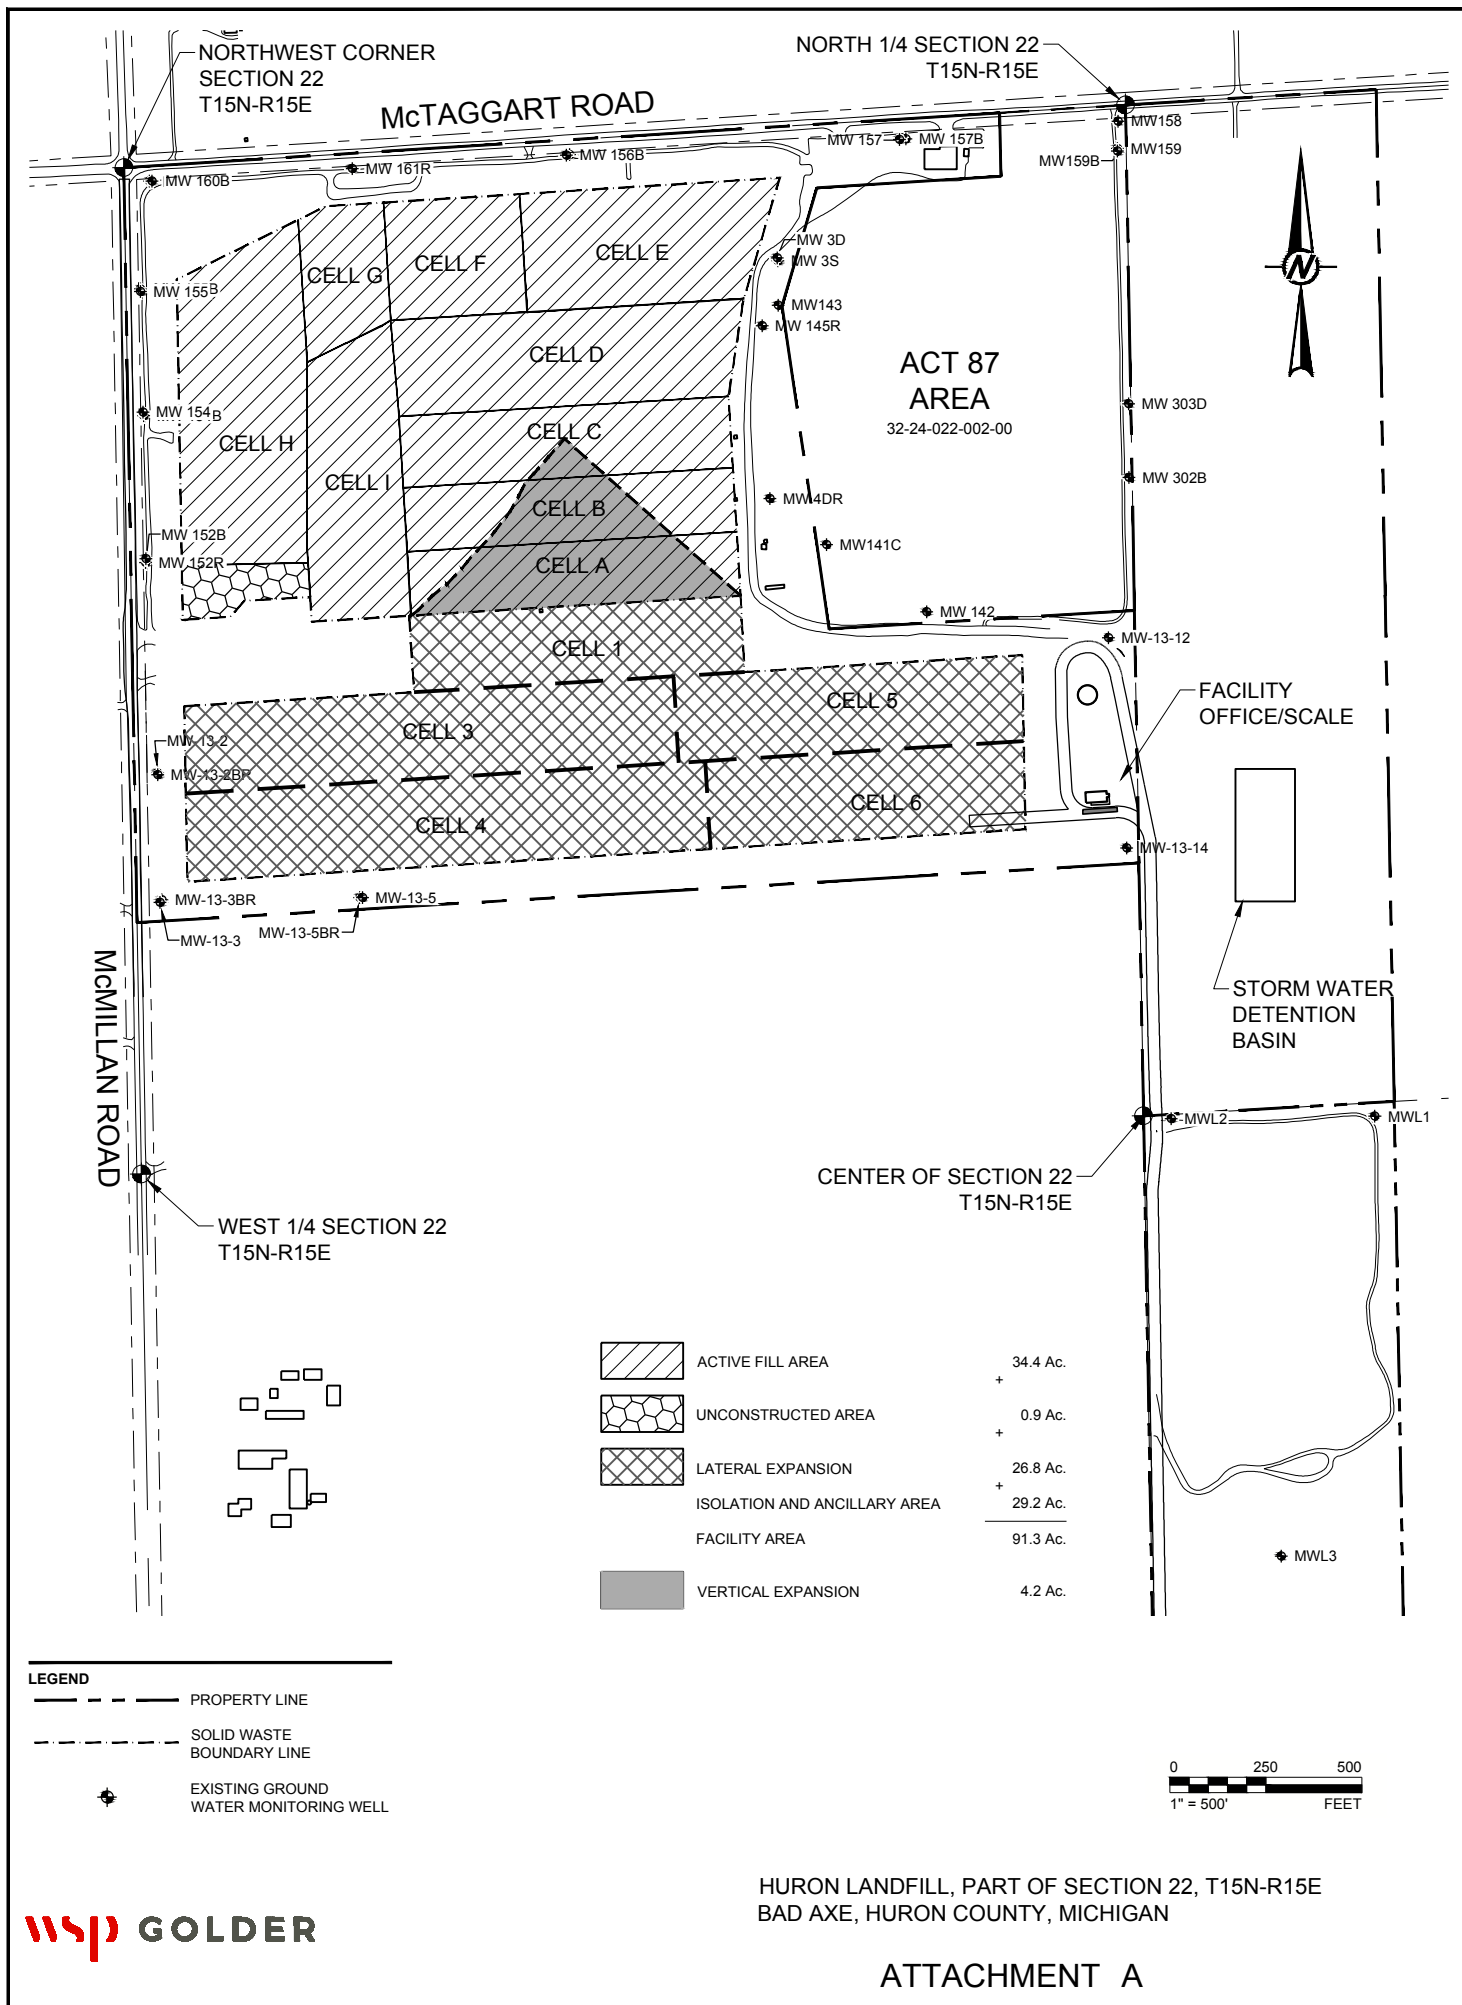 NORTHWEST CORNER
SECTION 22
T15N-R15E
McTAGGART ROAD
NORTH 1/4 SECTION 22
T15N-R15E
MW158
MW 157
MW 157B
MW159
MW159B
MW 156B
MW 161R
MW 160B
CELL E
CELL F
CELL G
MW 3D
MW 3S
MW 155B
MW143
MW 145R
N
CELL D
ACT 87
AREA
32-24-022-002-00
MW 303D
MW 154B
CELL H
CELL C
CELL I
MW 302B
MW 4DR
CELL B
MW 152B
MW 152R
MW141C
CELL A
MW 142
MW-13-12
CELL 1
FACILITY
OFFICE/SCALE
CELL 5
CELL 3
MW-13-2
MW-13-2BR
CELL 6
CELL 4
MW-13-14
MW-13-3BR
MW-13-5
MW-13-3
MW-13-5BR
McMILLAN ROAD
STORM WATER
DETENTION
BASIN
MWL2
MWL1
CENTER OF SECTION 22
T15N-R15E
WEST 1/4 SECTION 22
T15N-R15E
ACTIVE FILL AREA 34.4 Ac.
+
UNCONSTRUCTED AREA 0.9 Ac.
+
LATERAL EXPANSION 26.8 Ac.
+
ISOLATION AND ANCILLARY AREA 29.2 Ac.
FACILITY AREA 91.3 Ac.
VERTICAL EXPANSION 4.2 Ac.
MWL3
LEGEND
PROPERTY LINE
SOLID WASTE
BOUNDARY LINE
EXISTING GROUND
WATER MONITORING WELL
0 250 500
1" = 500' FEET
HURON LANDFILL, PART OF SECTION 22, T15N-R15E
BAD AXE, HURON COUNTY, MICHIGAN
wsp GOLDER
ATTACHMENT A